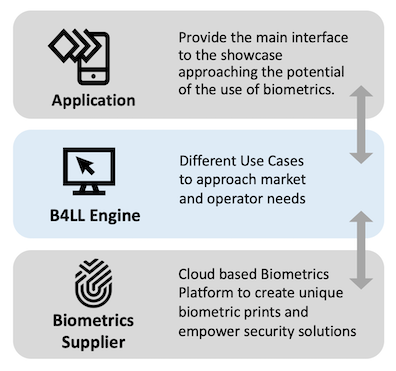 Provide the main interface
to the showcase
approaching the potential
of the use of biometrics.
Application
Different Use Cases
to approach market
and operator needs
B4LL Engine
Cloud based Biometrics
Platform to create unique
biometric prints and
empower security solutions
Biometrics
Supplier